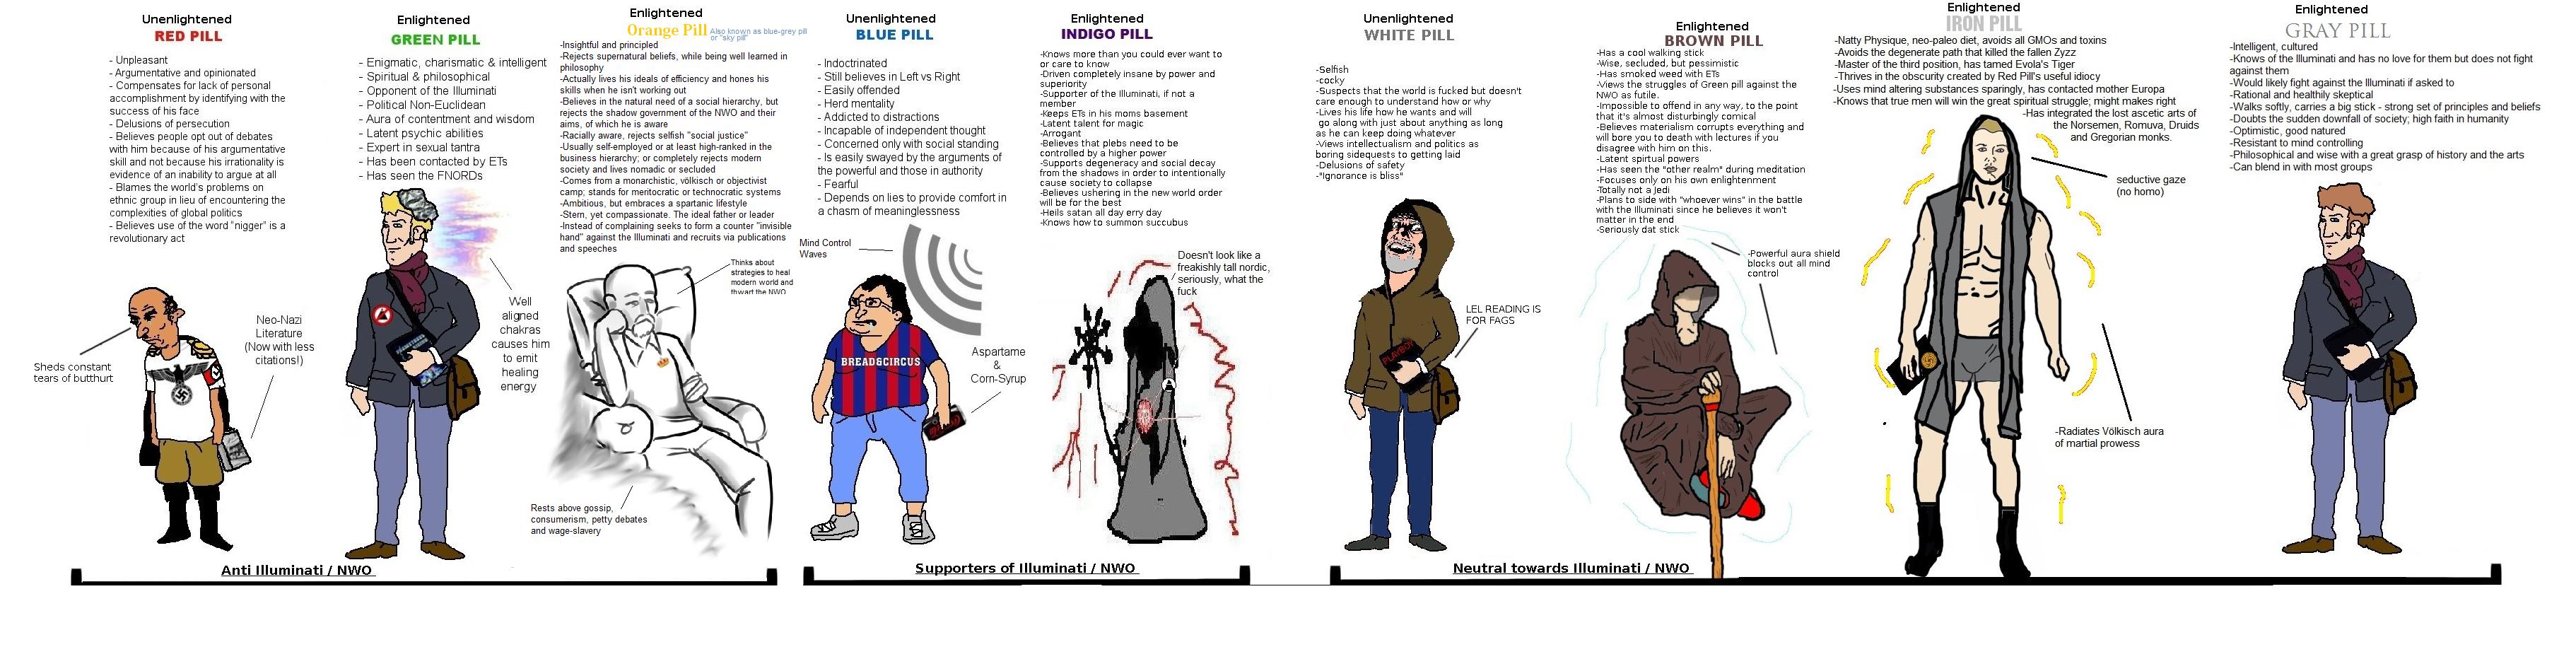 Unenlightened
RED PILL
- Unpleasant
- Argumentative and opinionated
- Compensates for lack of personal
accomplishment by identifying with the
success of his face
- Delusions of persecution
- Believes people opt out of debates
with him because of his argumentative
skill and not because his irrationality is
evidence of an inability to argue at all
- Blames the world's problems on
ethnic group in lieu of encountering the
complexities of global politics
- Believes use of the word "nigger" is a
revolutionary act
Sheds constant
tears of butthurt
Neo-Nazi
Literature
(Now with less
citations!)
Enlightened
GREEN PILL
- Enigmatic, charismatic & intelligent
- Spiritual & philosophical
- Opponent of the Illuminati
- Political Non-Euclidean
- Aura of contentment and wisdom
- Latent psychic abilities
- Expert in sexual tantra
- Has been contacted by ETs
- Has seen the FNORDs
Well
aligned
chakras
causes him
to emit
healing
energy
Enlightened
Orange Pill
Also known as blue-grey pill
or "sky pill"
-Insightful and principled
-Rejects supernatural beliefs, while being well learned in
philosophy
-Actually lives his ideals of efficiency and hones his
skills when he isn't working out
-Believes in the natural need of a social hierarchy, but
rejects the shadow government of the NWO and their
aims, of which he is aware
-Racially aware, rejects selfish "social justice"
-Usually self-employed or at least high-ranked in the
business hierarchy; or completely rejects modern
society and lives nomadic or secluded
-Comes from a monarchistic, völkisch or objectivist
camp; stands for meritocratic or technocratic systems
-Ambitious, but embraces a spartanic lifestyle
-Stern, yet compassionate. The ideal father or leader
-Instead of complaining seeks to form a counter "invisible
hand" against the Illuminati and recruits via publications
and speeches
Thinks about
strategies to heal
modern world and
thwart the NWO
Rests above gossip,
consumerism, petty debates
and wage-slavery
Anti Illuminati / NWO
Unenlightened
BLUE PILL
- Indoctrinated
- Still believes in Left vs Right
- Easily offended
- Herd mentality
- Addicted to distractions
- Incapable of independent thought
- Concerned only with social standing
- Is easily swayed by the arguments of
the powerful and those in authority
- Fearful
- Depends on lies to provide comfort in
a chasm of meaninglessness
Mind Control
Waves
BREAD&CIRCUS
Aspartame
&
Corn-Syrup
Enlightened
INDIGO PILL
-Knows more than you could ever want to
or care to know
-Driven completely insane by power and
superiority
-Supporter of the Illuminati, if not a
member
-Keeps ETs in his moms basement
-Latent talent for magic
-Arrogant
-Believes that plebs need to be
controlled by a higher power
-Supports degeneracy and social decay
from the shadows in order to intentionally
cause society to collapse
-Believes ushering in the new world order
will be for the best
-Heils satan all day erry day
-Knows how to summon succubus
Doesn't look like a
freakishly tall nordic,
seriously, what the
fuck
Supporters of Illuminati / NWO
Unenlightened
WHITE PILL
-Selfish
-cocky
-Suspects that the world is fucked but doesn't
care enough to understand how or why
-Lives his life how he wants and will
go along with just about anything as long
as he can keep doing whatever
-Views intellectualism and politics as
boring sidequests to getting laid
-Delusions of safety
-"Ignorance is bliss"
PLAYBOY
LEL READING IS
FOR FAGS
Enlightened
BROWN PILL
-Has a cool walking stick
-Wise, secluded, but pessimistic
-Has smoked weed with ETs
-Views the struggles of Green pill against the
NWO as futile.
-Impossible to offend in any way, to the point
that it's almost disturbingly comical
-Believes materialism corrupts everything and
will bore you to death with lectures if you
disagree with him on this.
-Latent spirtual powers
-Has seen the "other realm" during meditation
-Focuses only on his own enlightenment
-Totally not a Jedi
-Plans to side with "whoever wins" in the battle
with the Illuminati since he believes it won't
matter in the end
-Seriously dat stick
-Powerful aura shield
blocks out all mind
control
Enlightened
IRON PILL
-Natty Physique, neo-paleo diet, avoids all GMOs and toxins
-Avoids the degenerate path that killed the fallen Zyzz
-Master of the third position, has tamed Evola's Tiger
-Thrives in the obscurity created by Red Pill's useful idiocy
-Uses mind altering substances sparingly, has contacted mother Europa
-Knows that true men will win the great spiritual struggle; might makes right
-Has integrated the lost ascetic arts of
the Norsemen, Romuva, Druids
and Gregorian monks.
seductive gaze
(no homo)
-Radiates Völkisch aura
of martial prowess
Enlightened
GRAY PILL
-Intelligent, cultured
-Knows of the Illuminati and has no love for them but does not fight
against them
-Would likely fight against the Illuminati if asked to
-Rational and healthily skeptical
-Walks softly, carries a big stick - strong set of principles and beliefs
-Doubts the sudden downfall of society; high faith in humanity
-Optimistic, good natured
-Resistant to mind controlling
-Philosophical and wise with a great grasp of history and the arts
-Can blend in with most groups
Neutral towards Illuminati / NWO